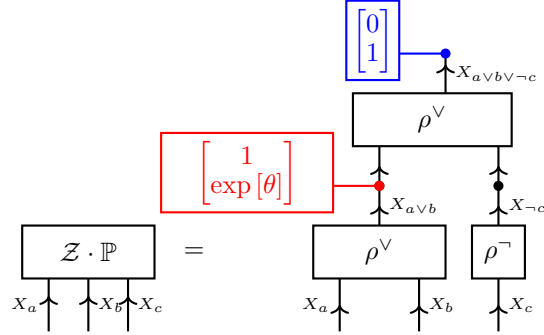 [0
1]
X_{a∨b∨¬c}
ρ^∨
[1
exp [θ]]
X_{a∨b}
X_{¬c}
𝒵 · ℙ
=
ρ^∨
ρ^¬
X_a
X_b
X_c
X_a
X_b
X_c